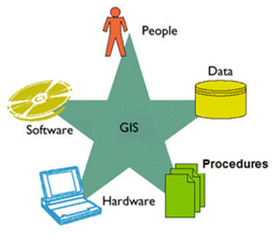 People
Data
Software
GIS
Procedures
Hardware